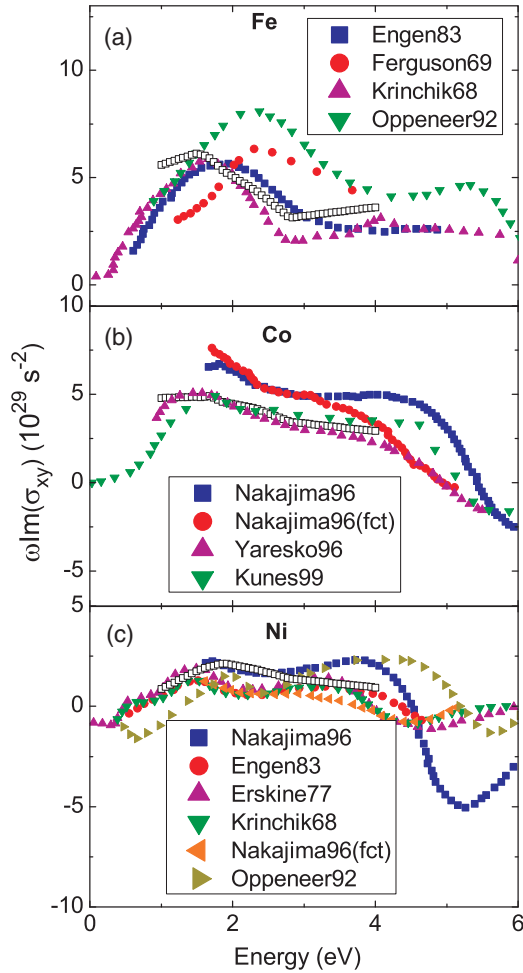 (a)
Fe
Engen83
Ferguson69
Krinchik68
Oppeneer92
10
5
0
10
(b)
Co
5
0
-5
Nakajima96
Nakajima96(fct)
Yaresko96
Kunes99
ωIm(σxy) (10^29 s^-2)
(c)
Ni
5
0
-5
-10
Nakajima96
Engen83
Erskine77
Krinchik68
Nakajima96(fct)
Oppeneer92
0 2 4 6
Energy (eV)